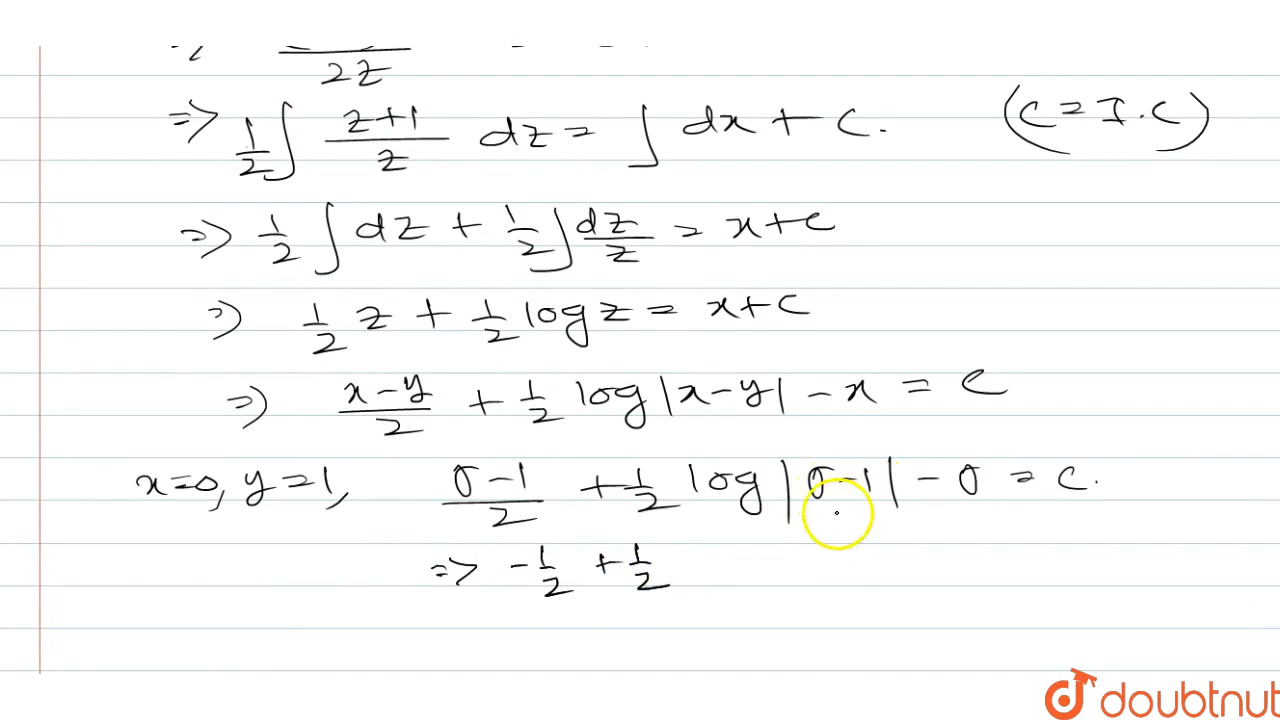 2z
=> 1/2 ∫ z+1/z dz = ∫ dx + c. (c = I.C)
=> 1/2 ∫ dz + 1/2 ∫ dz/z = x+c
=> 1/2 z + 1/2 log z = x+c
=> x-y/2 + 1/2 log|x-y| - x = c
x=0, y=1, 0-1/2 + 1/2 log|0-1| - 0 = c.
=> -1/2 + 1/2
doubtnut